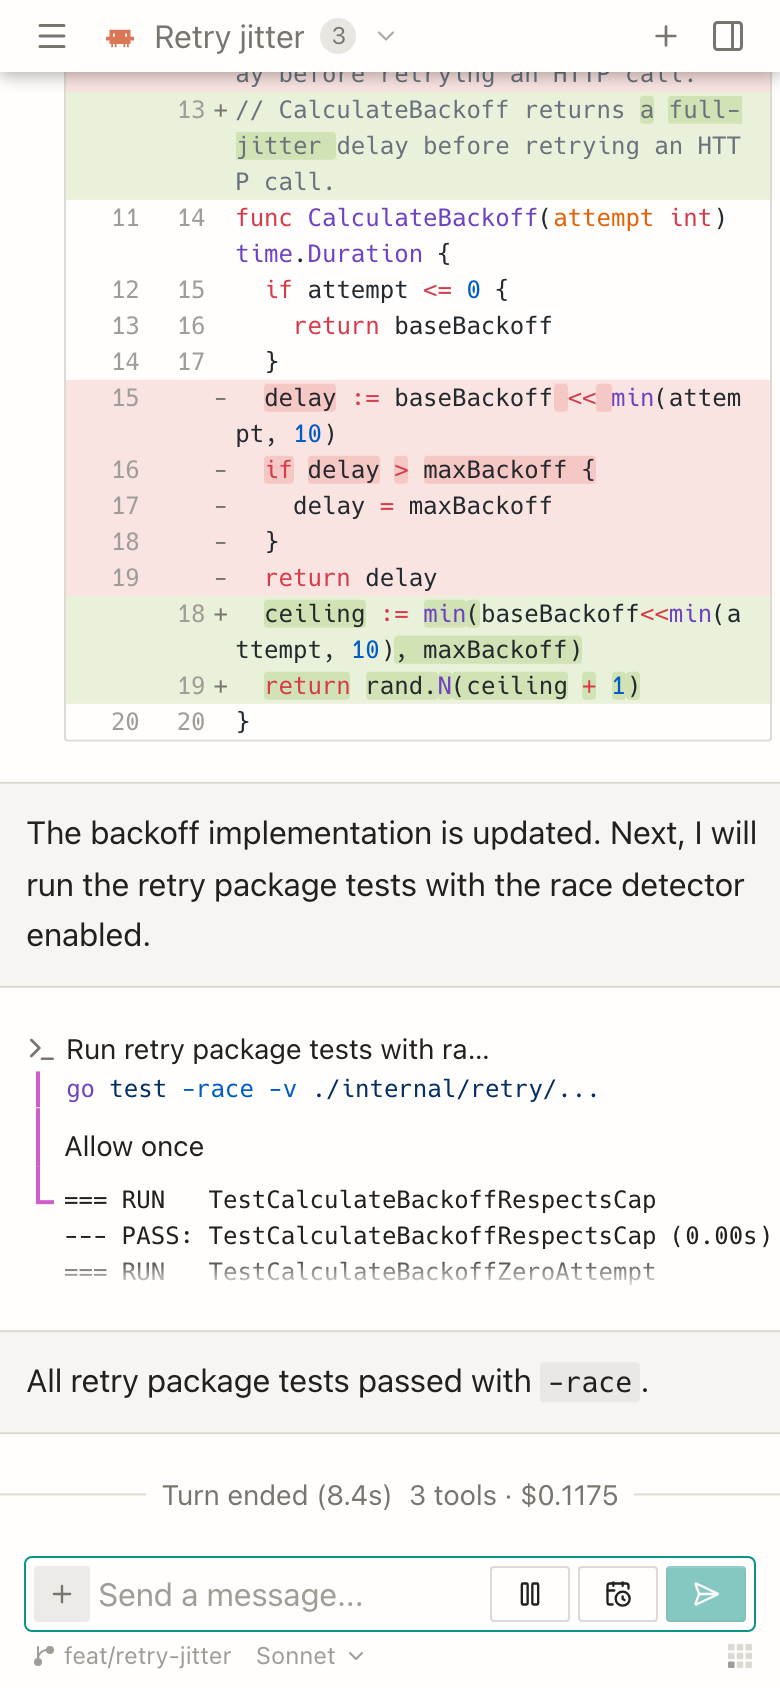 Retry jitter 3
ay before retrying an HTTP call.
13 + // CalculateBackoff returns a full-
jitter delay before retrying an HTT
P call.
11 14 func CalculateBackoff(attempt int)
time.Duration {
12 15 if attempt <= 0 {
13 16 return baseBackoff
14 17 }
15 - delay := baseBackoff << min(attem
pt, 10)
16 - if delay > maxBackoff {
17 - delay = maxBackoff
18 - }
19 - return delay
18 + ceiling := min(baseBackoff<<min(a
ttempt, 10), maxBackoff)
19 + return rand.N(ceiling + 1)
20 20 }
The backoff implementation is updated. Next, I will
run the retry package tests with the race detector
enabled.
Run retry package tests with ra...
go test -race -v ./internal/retry/...
Allow once
=== RUN TestCalculateBackoffRespectsCap
--- PASS: TestCalculateBackoffRespectsCap (0.00s)
=== RUN TestCalculateBackoffZeroAttempt
All retry package tests passed with -race.
Turn ended (8.4s) 3 tools · $0.1175
Send a message...
feat/retry-jitter Sonnet